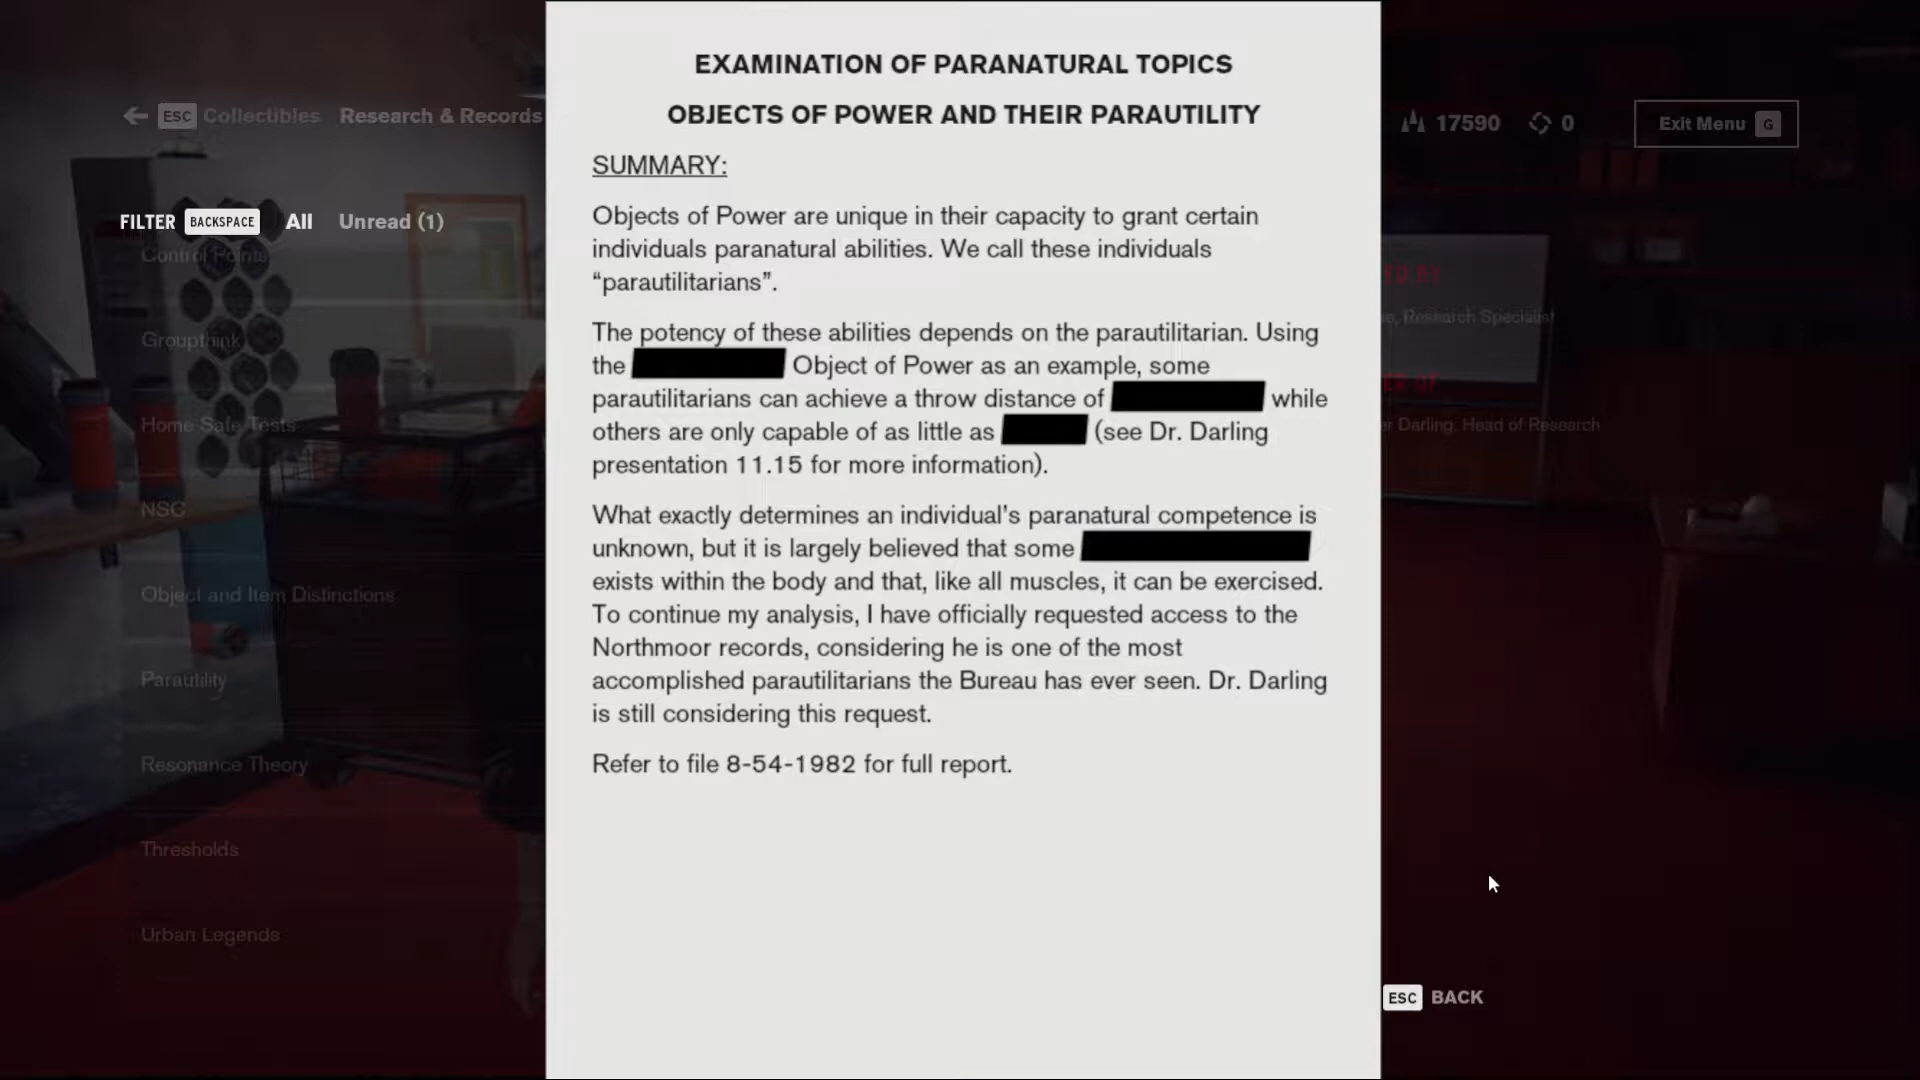 EXAMINATION OF PARANATURAL TOPICS
OBJECTS OF POWER AND THEIR PARAUTILITY
SUMMARY:
Objects of Power are unique in their capacity to grant certain
individuals paranatural abilities. We call these individuals
“parautilitarians”.
The potency of these abilities depends on the parautilitarian. Using
the Object of Power as an example, some
parautilitarians can achieve a throw distance of while
others are only capable of as little as (see Dr. Darling
presentation 11.15 for more information).
What exactly determines an individual’s paranatural competence is
unknown, but it is largely believed that some
exists within the body and that, like all muscles, it can be exercised.
To continue my analysis, I have officially requested access to the
Northmoor records, considering he is one of the most
accomplished parautilitarians the Bureau has ever seen. Dr. Darling
is still considering this request.
Refer to file 8-54-1982 for full report.
ESC Collectibles Research & Records
17590 0
Exit Menu G
FILTER BACKSPACE All Unread (1)
Control Points
Groupthink
Home Safe Tests
NSC
Object and Item Distinctions
Parautility
Resonance Theory
Thresholds
Urban Legends
Research Specialist
Darling, Head of Research
ESC BACK